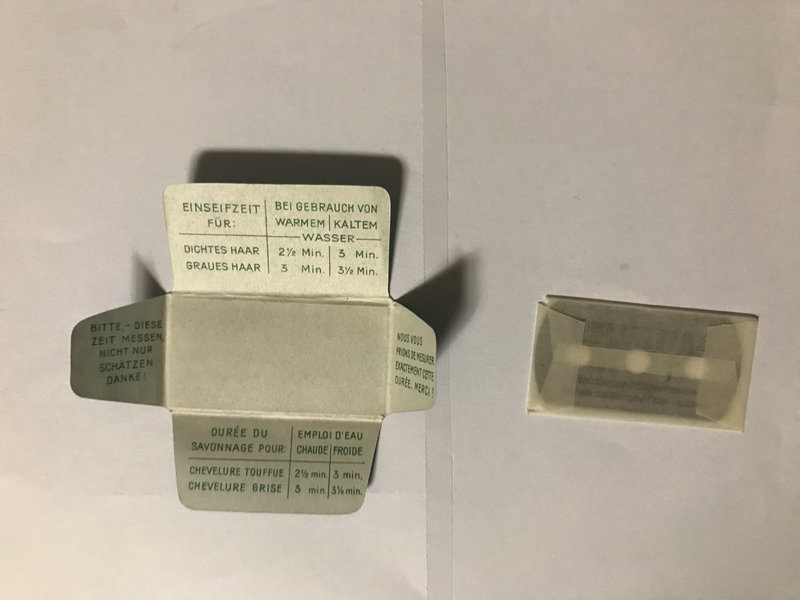 EINSEIFZEIT FÜR: BEI GEBRAUCH VON
WARMEM KALTEM
WASSER
DICHTES HAAR 2½ Min. 3 Min.
GRAUES HAAR 3 Min. 3½ Min.
BITTE,- DIESE
ZEIT MESSEN,
NICHT NUR
SCHÄTZEN
DANKE!
NOUS VOUS
PRIONS DE MESURER
EXACTEMENT CETTE
DURÉE. MERCI!
DURÉE DU EMPLOI D'EAU
SAVONNAGE POUR: CHAUDE FROIDE
CHEVELURE TOUFFUE 2½ min. 3 min.
CHEVELURE GRISE 3 min. 3½ min.